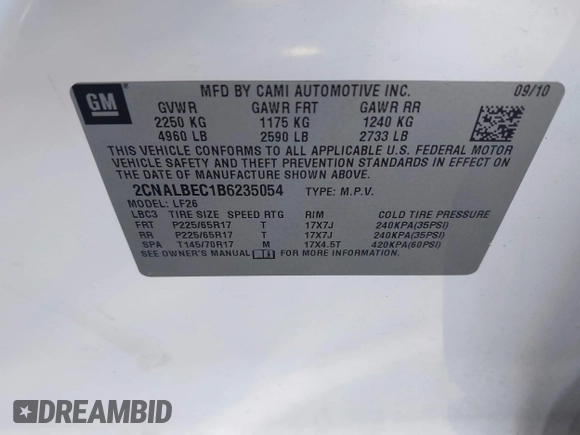 GM
MFD BY CAMI AUTOMOTIVE INC. 09/10
GVWR GAWR FRT GAWR RR
2250 KG 1175 KG 1240 KG
4960 LB 2590 LB 2733 LB
THIS VEHICLE CONFORMS TO ALL APPLICABLE U.S. FEDERAL MOTOR
VEHICLE SAFETY AND THEFT PREVENTION STANDARDS IN EFFECT ON
THE DATE OF MANUFACTURE SHOWN ABOVE.
2CNALBEC1B6235054 TYPE: M.P.V.
MODEL: LF26
LBC3 TIRE SIZE SPEED RTG RIM COLD TIRE PRESSURE
FRT P225/65R17 T 17X7J 240KPA(35PSI)
RR P225/65R17 T 17X7J 240KPA(35PSI)
SPA T145/70R17 M 17X4.5T 420KPA(60PSI)
SEE OWNER'S MANUAL FOR MORE INFORMATION.
DREAMBID